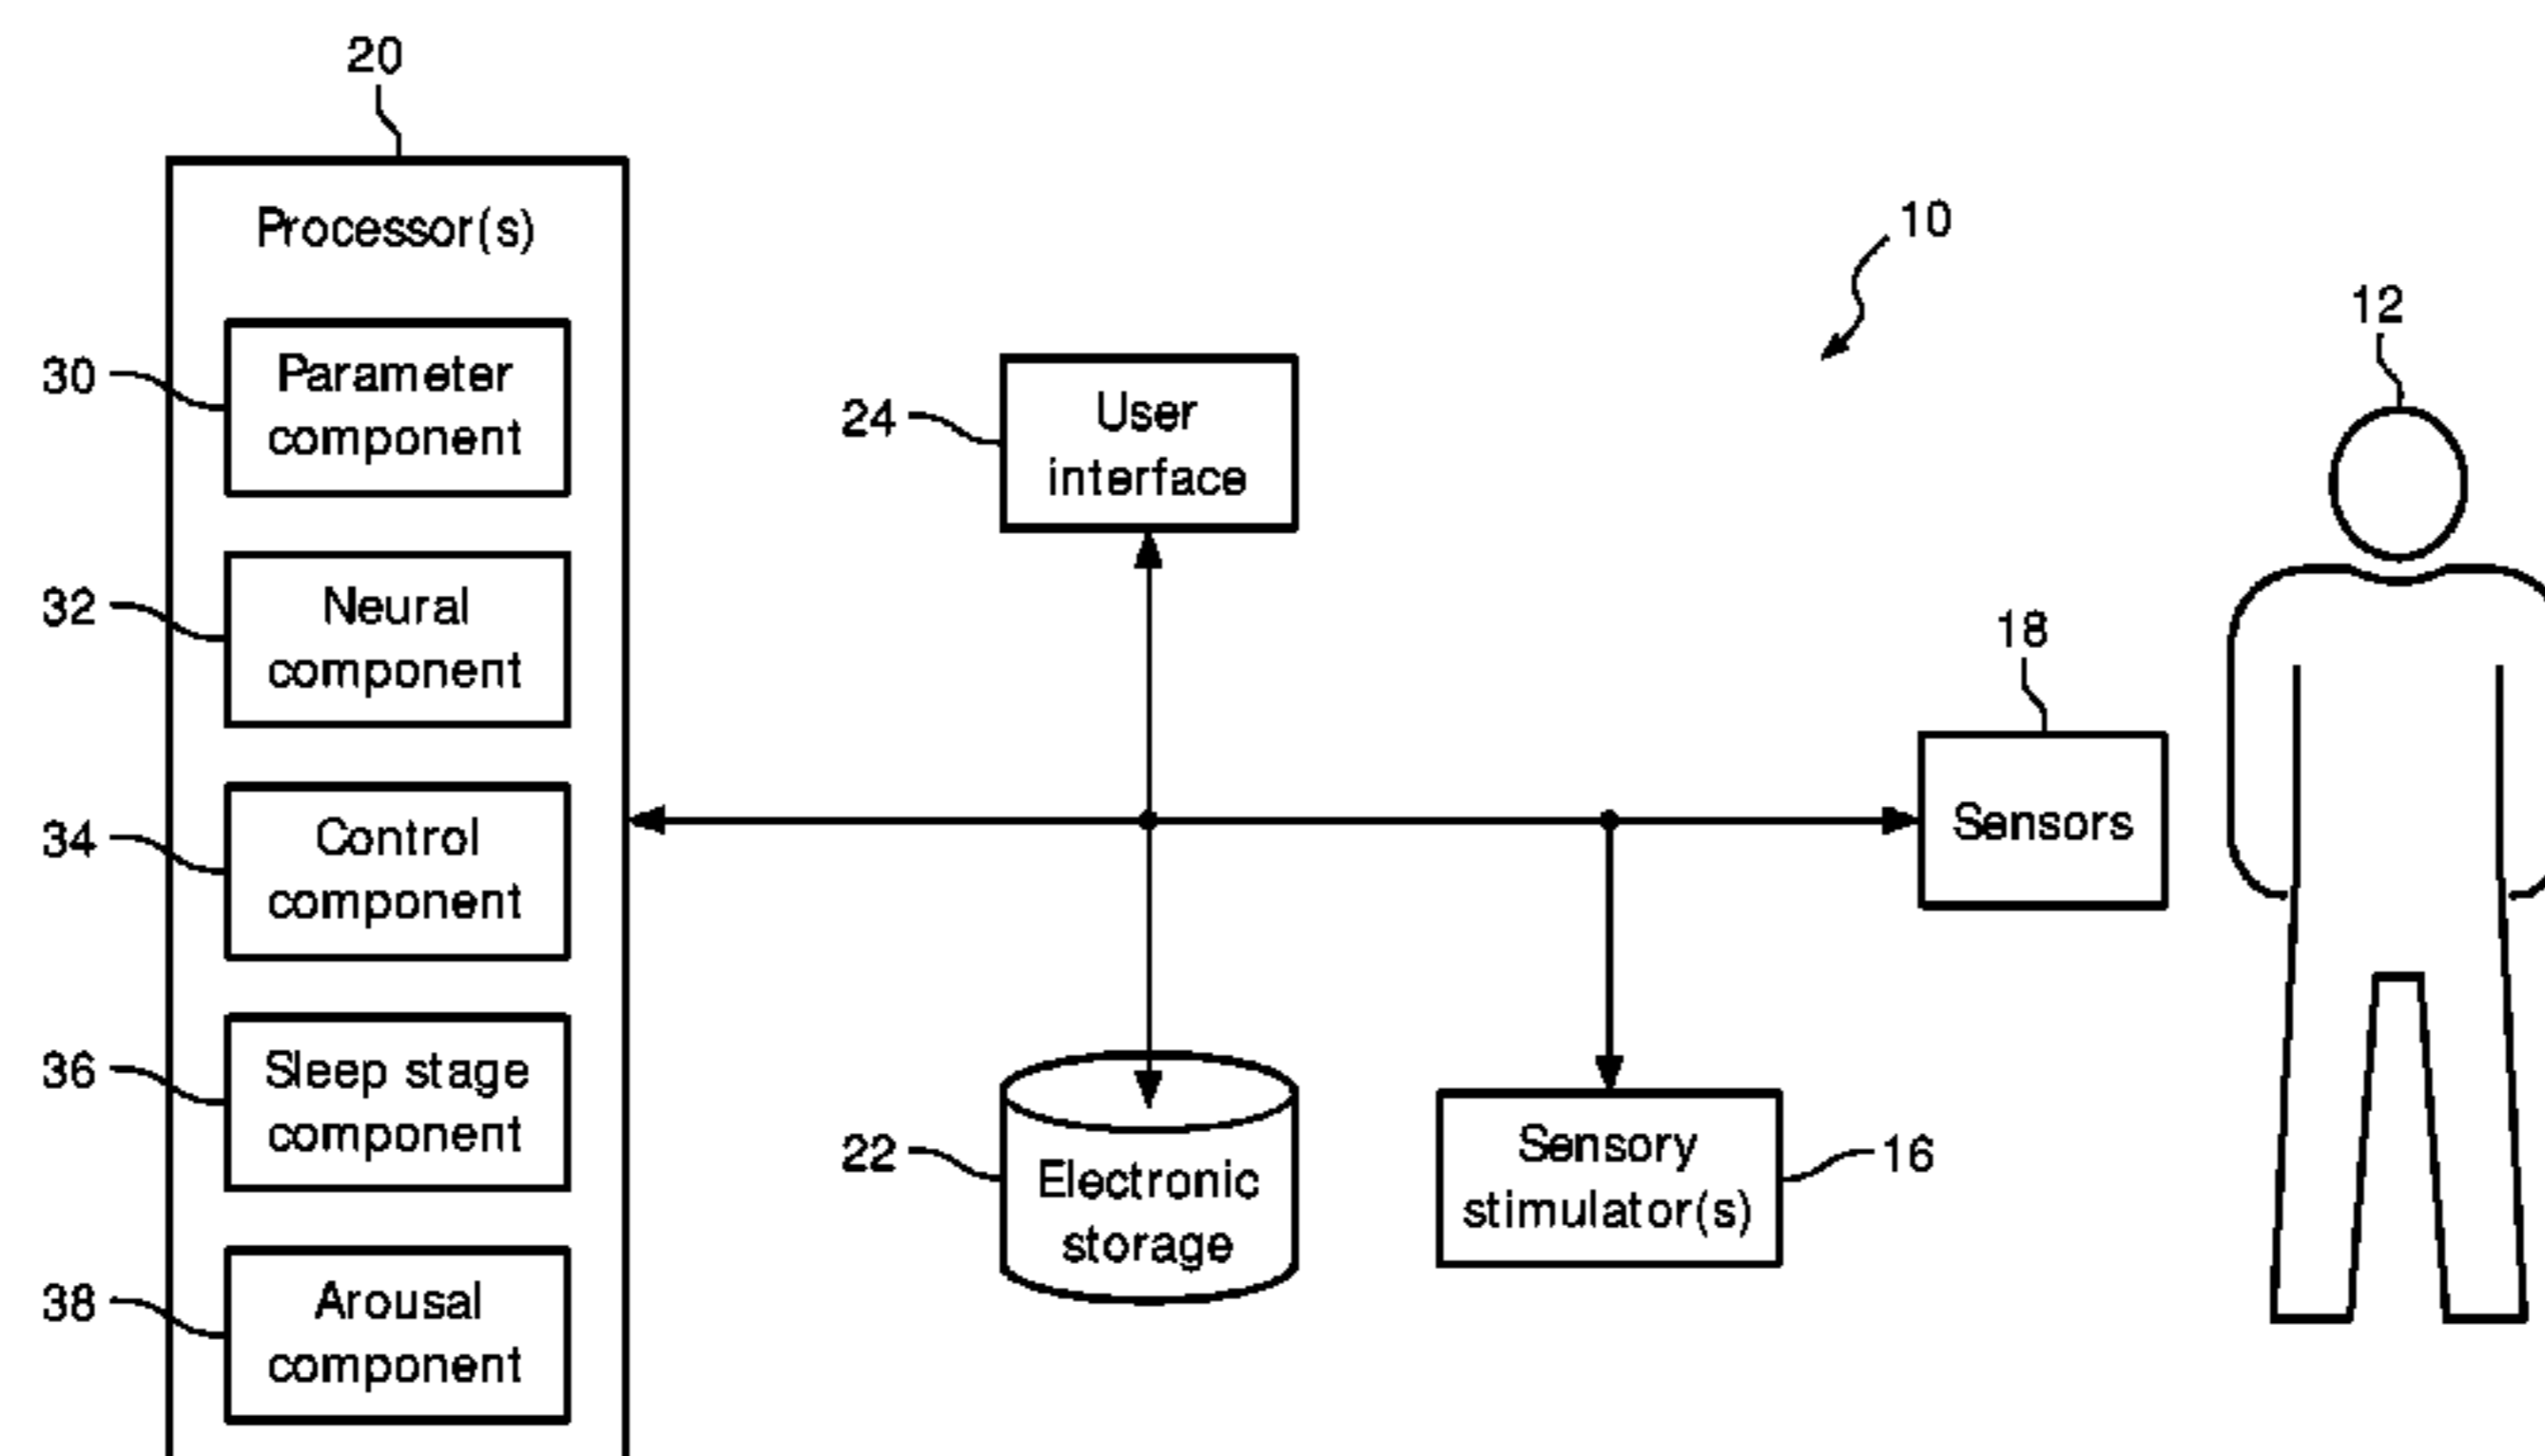 20
Processor(s)
10
12
30
Parameter
component
24
User
interface
32
Neural
component
18
34
Control
component
Sensors
36
Sleep stage
component
22
Electronic
storage
Sensory
stimulator(s)
16
38
Arousal
component